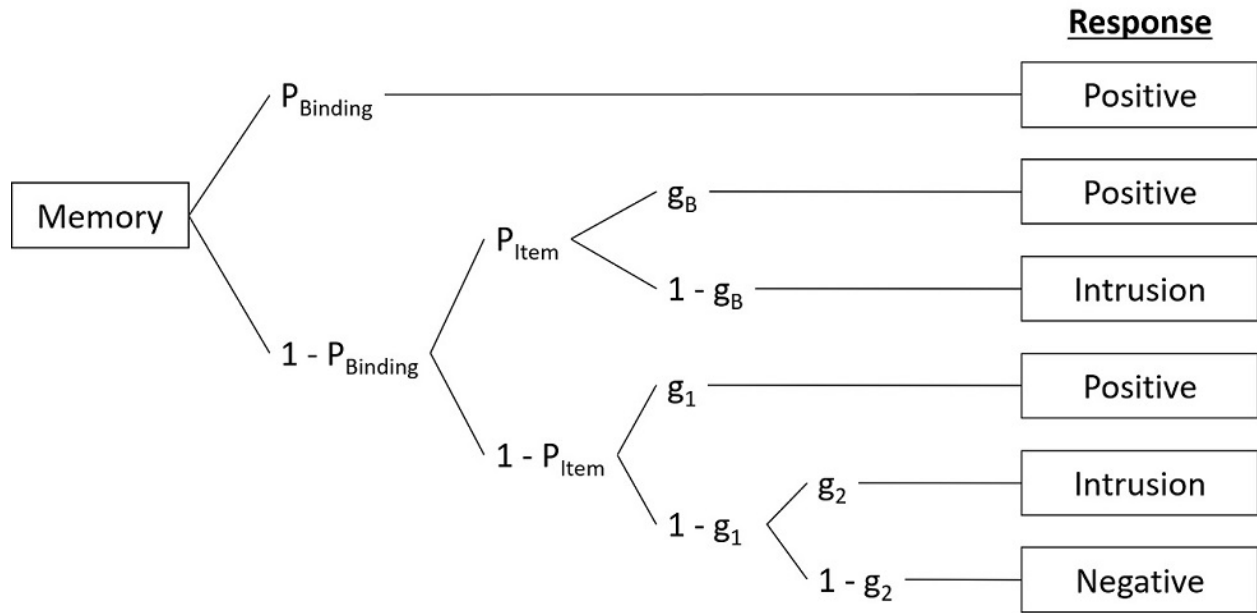 Response
P_Binding
Positive
g_B
Positive
Memory
P_Item
1 - g_B
Intrusion
1 - P_Binding
g_1
Positive
1 - P_Item
g_2
Intrusion
1 - g_1
1 - g_2
Negative